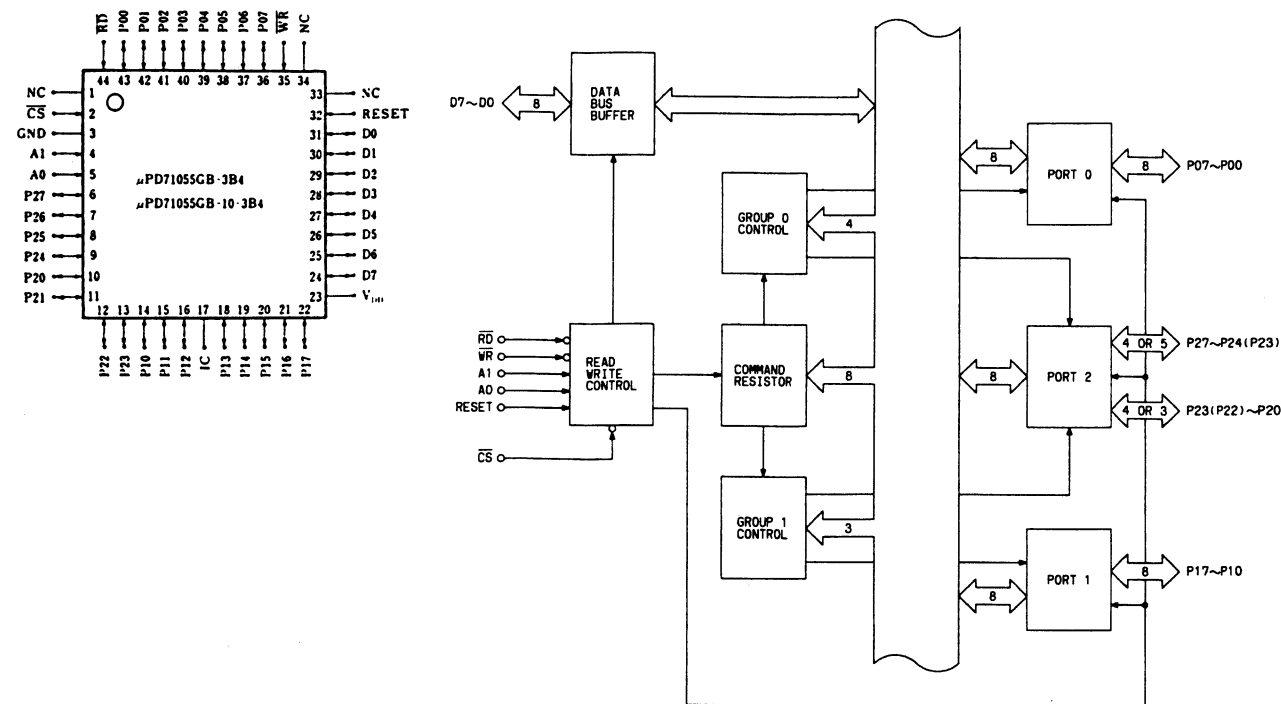 RD P00 P01 P02 P03 P04 P05 P06 P07 WR NC
44 43 42 41 40 39 38 37 36 35 34
NC 1
CS 2
GND 3
A1 4
A0 5
P27 6
P26 7
P25 8
P24 9
P20 10
P21 11
µPD71055GB-3B4
µPD71055GB-10-3B4
33 NC
32 RESET
31 D0
30 D1
29 D2
28 D3
27 D4
26 D5
25 D6
24 D7
23 VDD
12 13 14 15 16 17 18 19 20 21 22
P22 P23 P10 P11 P12 IC P13 P14 P15 P16 P17
D7~D0
8
DATA
BUS
BUFFER
GROUP 0
CONTROL
4
RD
WR
A1
A0
RESET
CS
READ
WRITE
CONTROL
COMMAND
RESISTOR
8
GROUP 1
CONTROL
3
8
PORT 0
8
P07~P00
8
PORT 2
4 OR 5
P27~P24(P23)
4 OR 3
P23(P22)~P20
8
PORT 1
8
P17~P10